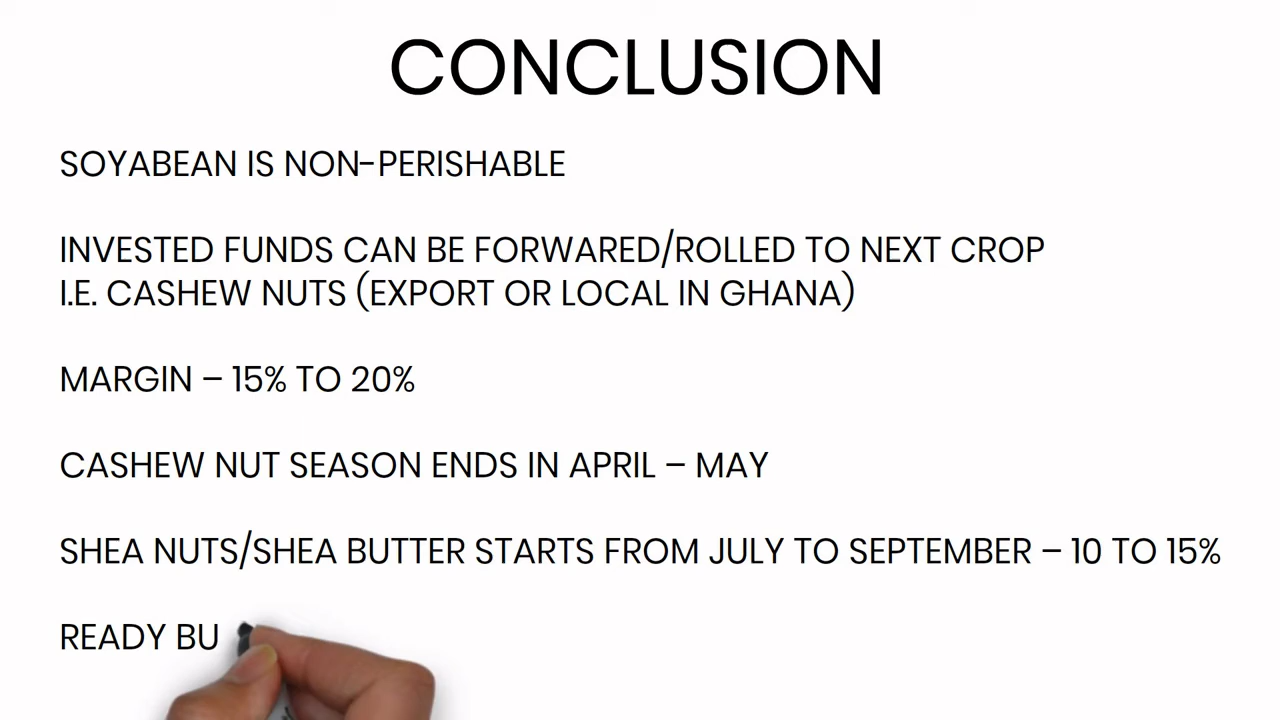 CONCLUSION
SOYABEAN IS NON-PERISHABLE
INVESTED FUNDS CAN BE FORWARED/ROLLED TO NEXT CROP
I.E. CASHEW NUTS (EXPORT OR LOCAL IN GHANA)
MARGIN – 15% TO 20%
CASHEW NUT SEASON ENDS IN APRIL – MAY
SHEA NUTS/SHEA BUTTER STARTS FROM JULY TO SEPTEMBER – 10 TO 15%
READY BU